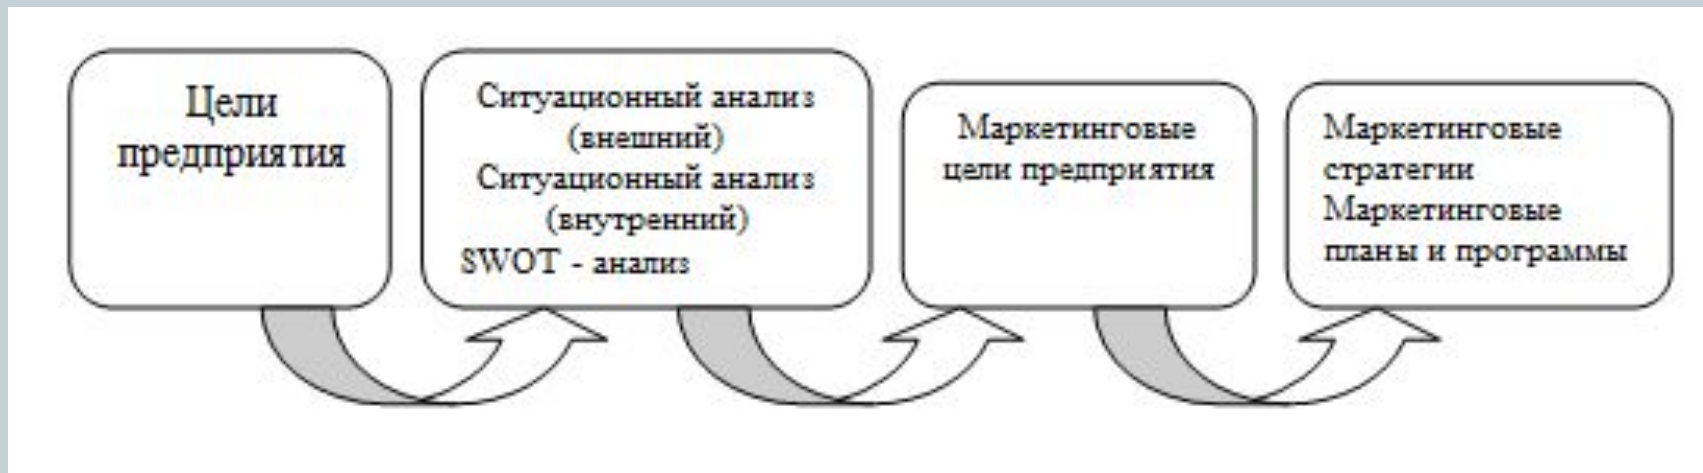 Цели
предприятия
Ситуационный анализ
(внешний)
Ситуационный анализ
(внутренний)
SWOT - анализ
Маркетинговые
цели предприятия
Маркетинговые
стратегии
Маркетинговые
планы и программы